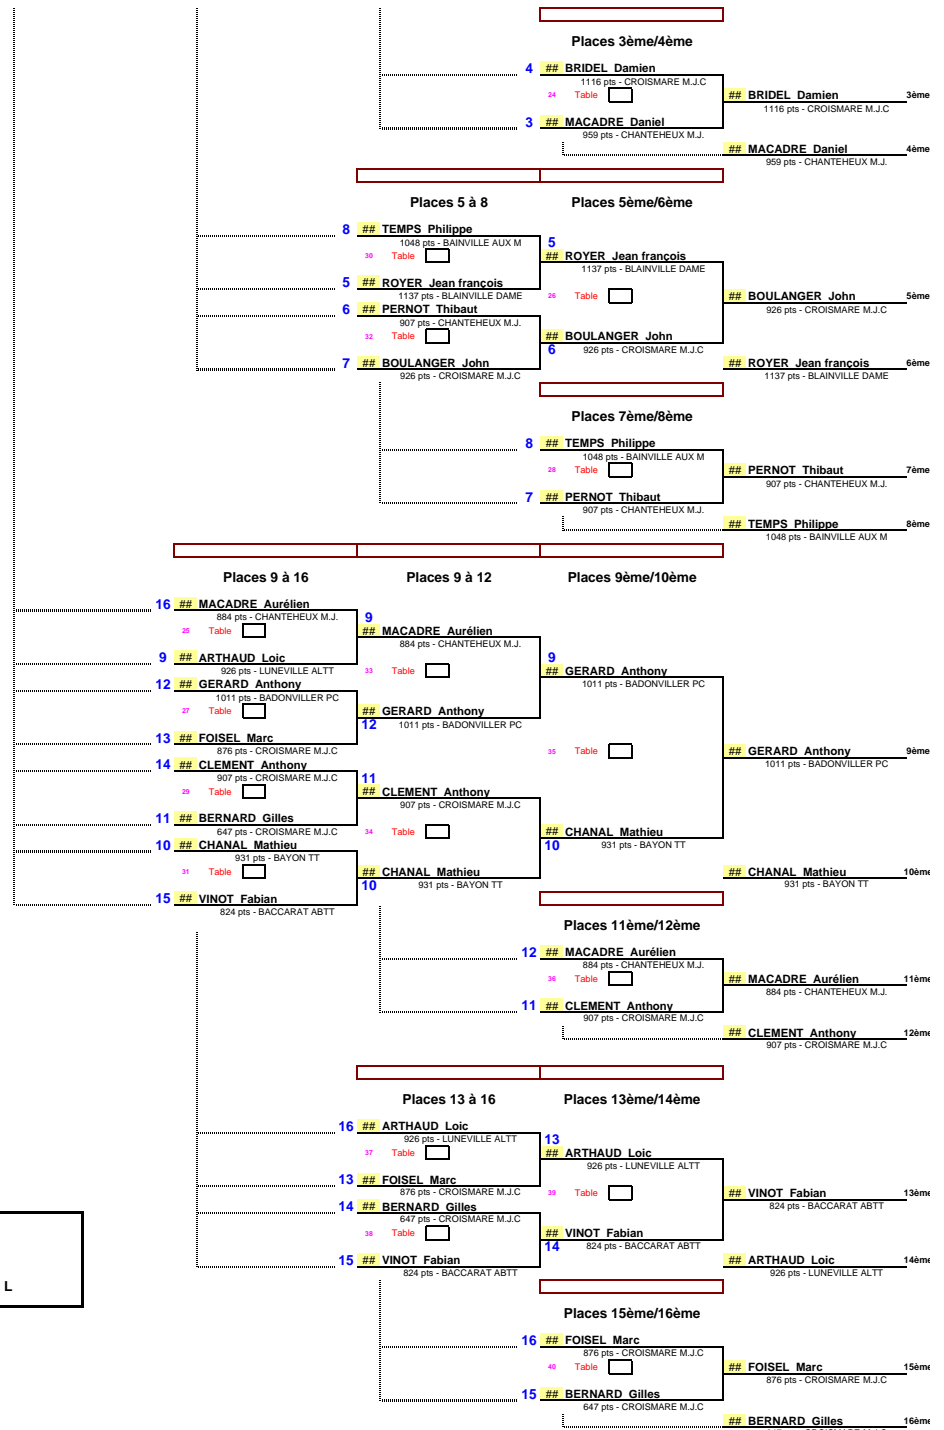 Places 3ème/4ème
4 ## BRIDEL Damien
1116 pts - CROISMARE M.J.C
24 Table
## BRIDEL Damien 3ème
1116 pts - CROISMARE M.J.C
3 ## MACADRE Daniel
959 pts - CHANTEHEUX M.J.
## MACADRE Daniel 4ème
959 pts - CHANTEHEUX M.J.
Places 5 à 8 Places 5ème/6ème
8 ## TEMPS Philippe
1048 pts - BAINVILLE AUX M
30 Table
5
## ROYER Jean françois
1137 pts - BLAINVILLE DAME
5 ## ROYER Jean françois
1137 pts - BLAINVILLE DAME
26 Table
## BOULANGER John 5ème
926 pts - CROISMARE M.J.C
6 ## PERNOT Thibaut
907 pts - CHANTEHEUX M.J.
32 Table
## BOULANGER John
6 926 pts - CROISMARE M.J.C
7 ## BOULANGER John
926 pts - CROISMARE M.J.C
## ROYER Jean françois 6ème
1137 pts - BLAINVILLE DAME
Places 7ème/8ème
8 ## TEMPS Philippe
1048 pts - BAINVILLE AUX M
28 Table
## PERNOT Thibaut 7ème
907 pts - CHANTEHEUX M.J.
7 ## PERNOT Thibaut
907 pts - CHANTEHEUX M.J.
## TEMPS Philippe 8ème
1048 pts - BAINVILLE AUX M
Places 9 à 16 Places 9 à 12 Places 9ème/10ème
16 ## MACADRE Aurélien
884 pts - CHANTEHEUX M.J.
25 Table
9
## MACADRE Aurélien
884 pts - CHANTEHEUX M.J.
9 ## ARTHAUD Loic
926 pts - LUNEVILLE ALTT
33 Table
9
## GERARD Anthony
1011 pts - BADONVILLER PC
12 ## GERARD Anthony
1011 pts - BADONVILLER PC
27 Table
## GERARD Anthony
12 1011 pts - BADONVILLER PC
13 ## FOISEL Marc
876 pts - CROISMARE M.J.C
35 Table
## GERARD Anthony 9ème
1011 pts - BADONVILLER PC
14 ## CLEMENT Anthony
907 pts - CROISMARE M.J.C
29 Table
11
## CLEMENT Anthony
907 pts - CROISMARE M.J.C
11 ## BERNARD Gilles
647 pts - CROISMARE M.J.C
34 Table
## CHANAL Mathieu
10 931 pts - BAYON TT
10 ## CHANAL Mathieu
931 pts - BAYON TT
31 Table
## CHANAL Mathieu
10 931 pts - BAYON TT
## CHANAL Mathieu 10ème
931 pts - BAYON TT
15 ## VINOT Fabian
824 pts - BACCARAT ABTT
Places 11ème/12ème
12 ## MACADRE Aurélien
884 pts - CHANTEHEUX M.J.
36 Table
## MACADRE Aurélien 11ème
884 pts - CHANTEHEUX M.J.
11 ## CLEMENT Anthony
907 pts - CROISMARE M.J.C
## CLEMENT Anthony 12ème
907 pts - CROISMARE M.J.C
Places 13 à 16 Places 13ème/14ème
16 ## ARTHAUD Loic
926 pts - LUNEVILLE ALTT
37 Table
13
## ARTHAUD Loic
926 pts - LUNEVILLE ALTT
13 ## FOISEL Marc
876 pts - CROISMARE M.J.C
39 Table
## VINOT Fabian 13ème
824 pts - BACCARAT ABTT
14 ## BERNARD Gilles
647 pts - CROISMARE M.J.C
38 Table
## VINOT Fabian
14 824 pts - BACCARAT ABTT
15 ## VINOT Fabian
824 pts - BACCARAT ABTT
## ARTHAUD Loic 14ème
926 pts - LUNEVILLE ALTT
L
Places 15ème/16ème
16 ## FOISEL Marc
876 pts - CROISMARE M.J.C
40 Table
## FOISEL Marc 15ème
876 pts - CROISMARE M.J.C
15 ## BERNARD Gilles
647 pts - CROISMARE M.J.C
## BERNARD Gilles 16ème